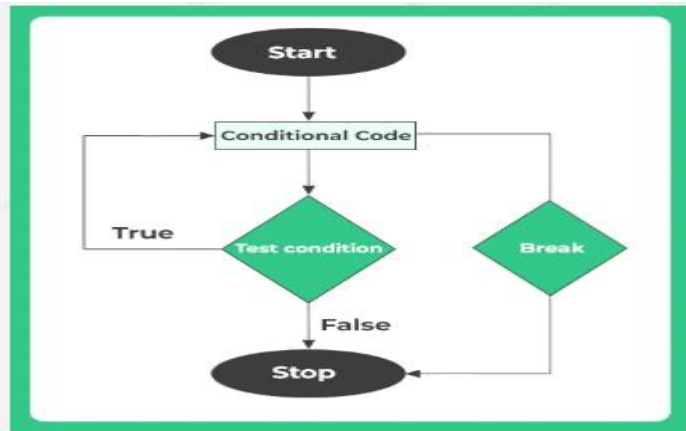 Start
Conditional Code
True
Test condition
Break
False
Stop